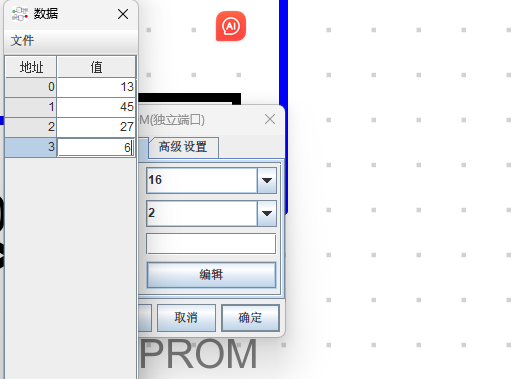 数据
AI
文件
地址 值
0 13
1 45
2 27
3 6
M(独立端口)
高级设置
16
2
编辑
取消 确定
PROM